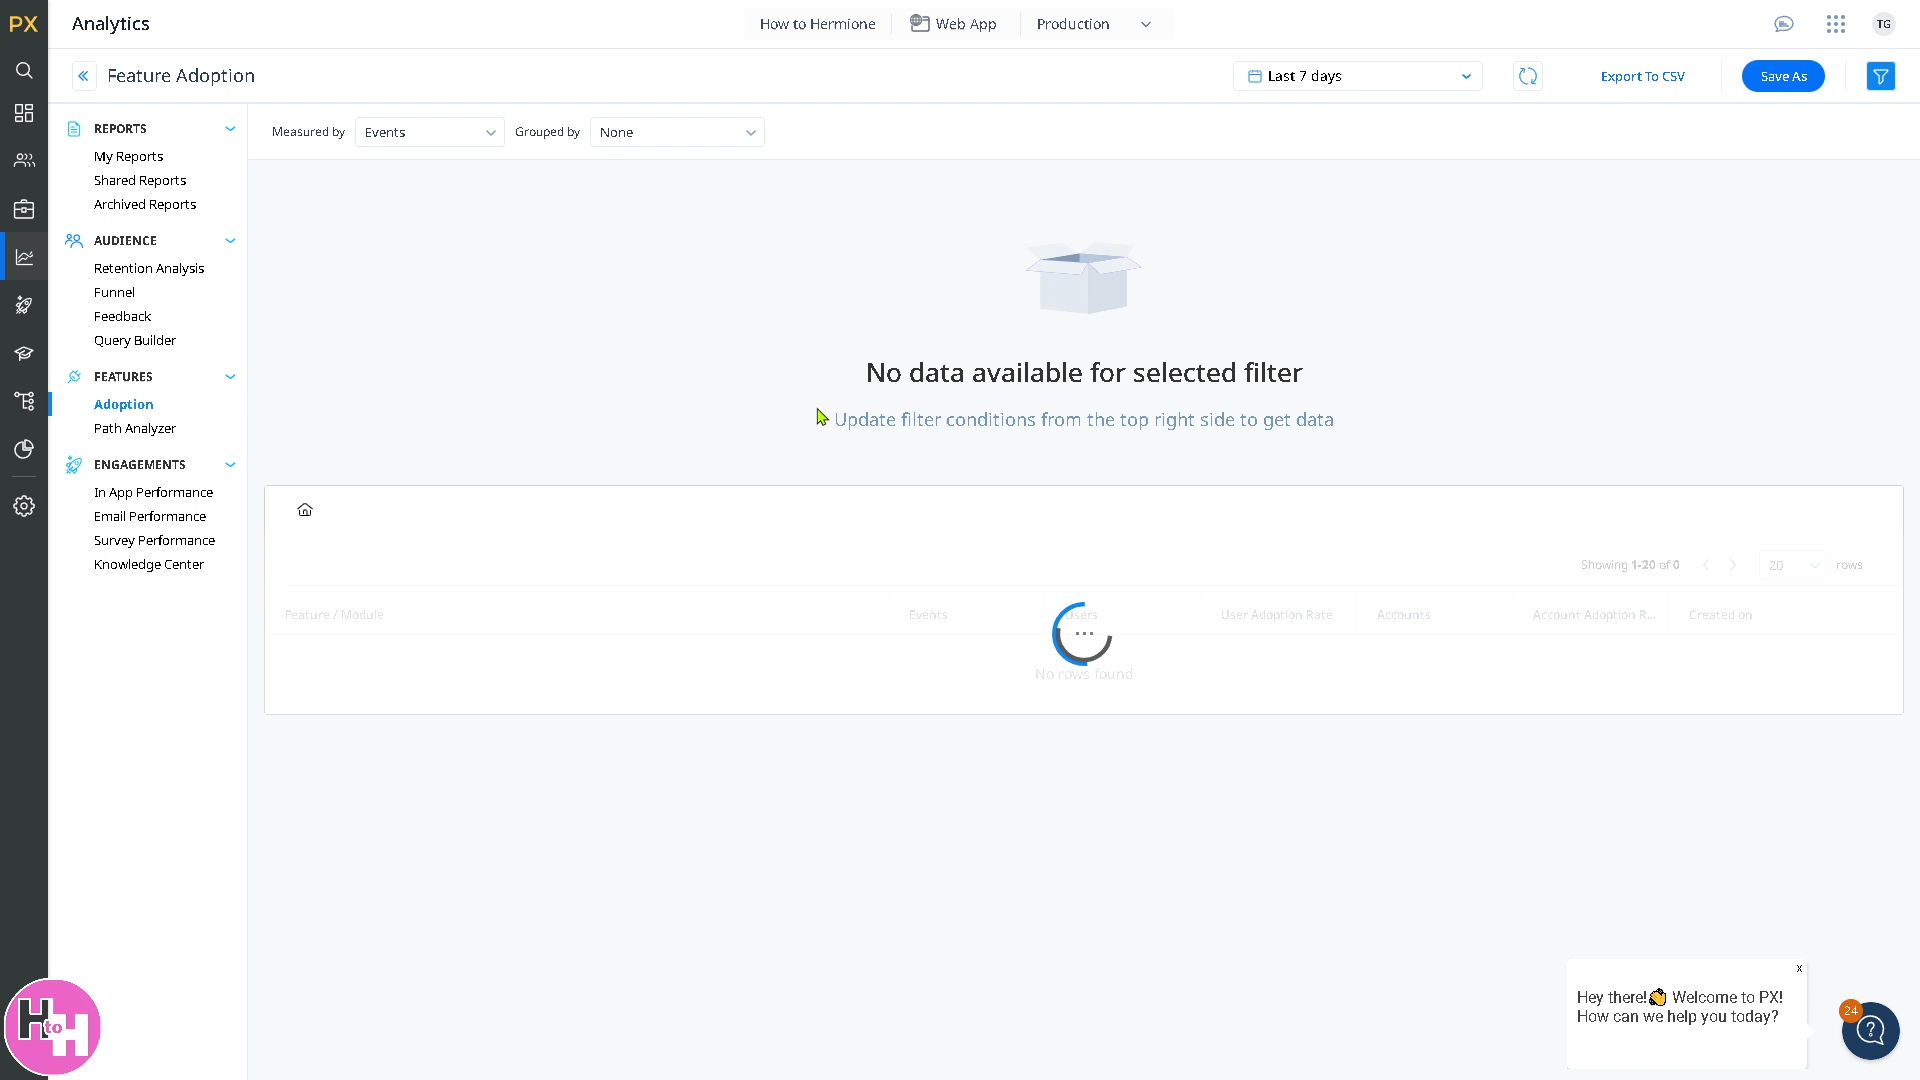 PX
Analytics
How to Hermione
Web App
Production
TG
Feature Adoption
Last 7 days
Export To CSV
Save As
REPORTS
My Reports
Shared Reports
Archived Reports
AUDIENCE
Retention Analysis
Funnel
Feedback
Query Builder
FEATURES
Adoption
Path Analyzer
ENGAGEMENTS
In App Performance
Email Performance
Survey Performance
Knowledge Center
Measured by
Events
Grouped by
None
No data available for selected filter
Update filter conditions from the top right side to get data
Showing 1-20 of 0
20
rows
Feature / Module
Events
Users
User Adoption Rate
Accounts
Account Adoption R...
Created on
No rows found
x
Hey there!👋 Welcome to PX!
How can we help you today?
24
H to H